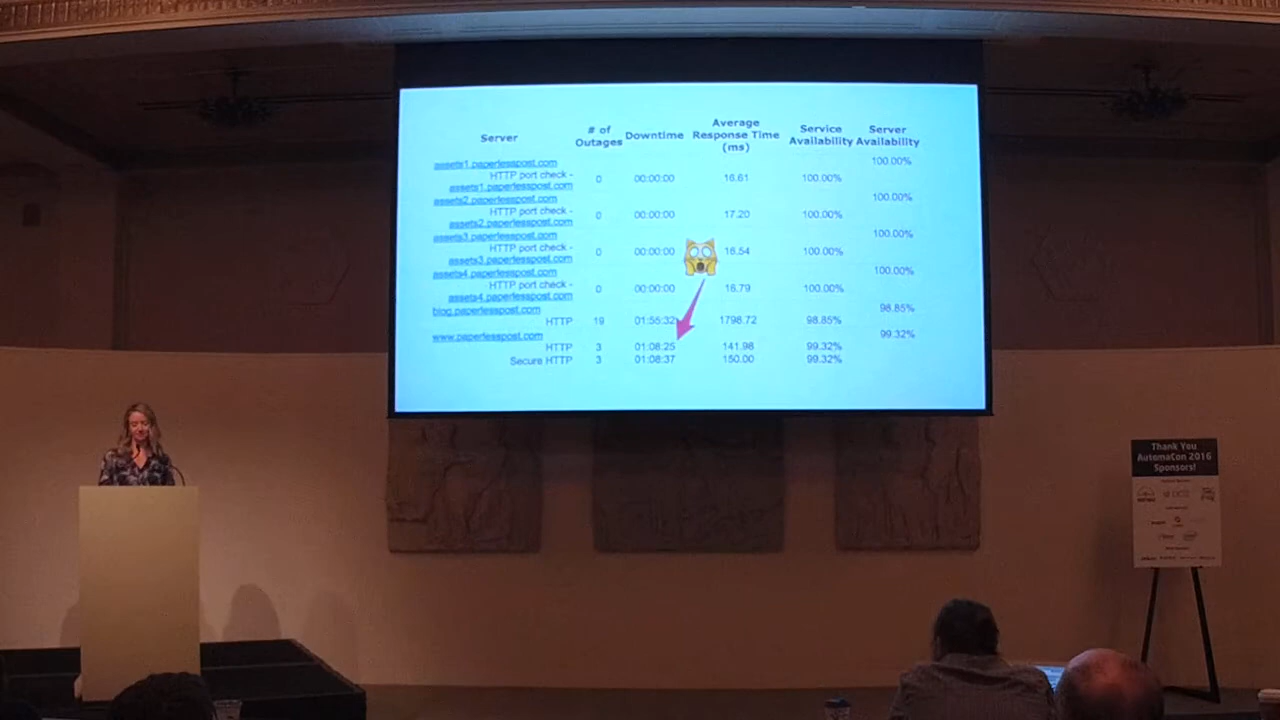 Server # of Outages Downtime Average Response Time (ms) Service Availability Server Availability
assets1.paperlesspost.com 100.00%
HTTP port check - assets1.paperlesspost.com 0 00:00:00 16.61 100.00%
assets2.paperlesspost.com 100.00%
HTTP port check - assets2.paperlesspost.com 0 00:00:00 17.20 100.00%
assets3.paperlesspost.com 100.00%
HTTP port check - assets3.paperlesspost.com 0 00:00:00 16.54 100.00%
assets4.paperlesspost.com 100.00%
HTTP port check - assets4.paperlesspost.com 0 00:00:00 16.79 100.00%
blog.paperlesspost.com 98.85%
HTTP 19 01:55:32 1798.72 98.85%
www.paperlesspost.com 99.32%
HTTP 3 01:08:25 141.98 99.32%
Secure HTTP 3 01:08:37 150.00 99.32%
Thank You
AutomaCon 2016
Sponsors!